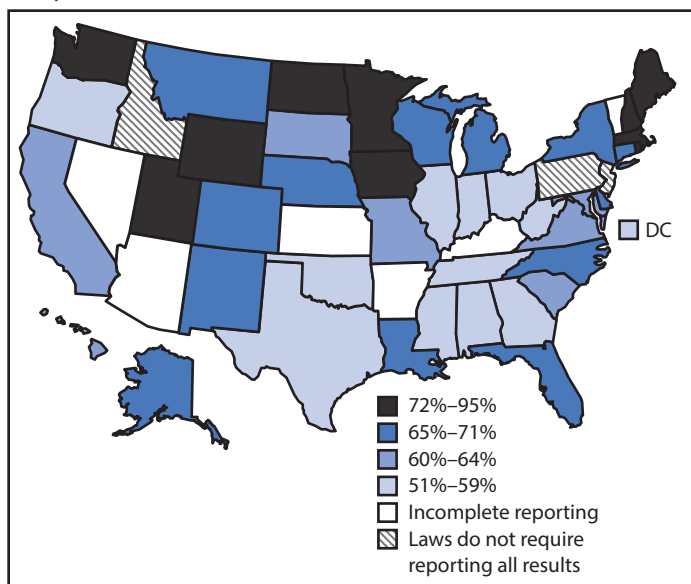 DC
72%–95%
65%–71%
60%–64%
51%–59%
Incomplete reporting
Laws do not require
reporting all results